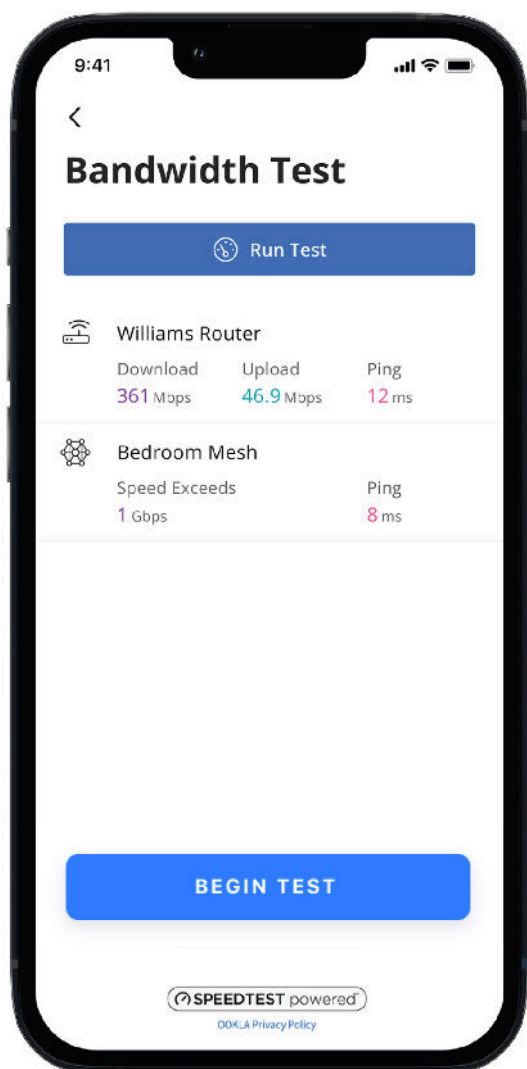 9:41
Bandwidth Test
Run Test
Williams Router
Download Upload Ping
361 Mbps 46.9 Mbps 12 ms
Bedroom Mesh
Speed Exceeds Ping
1 Gbps 8 ms
BEGIN TEST
SPEEDTEST powered™
OOKLA Privacy Policy